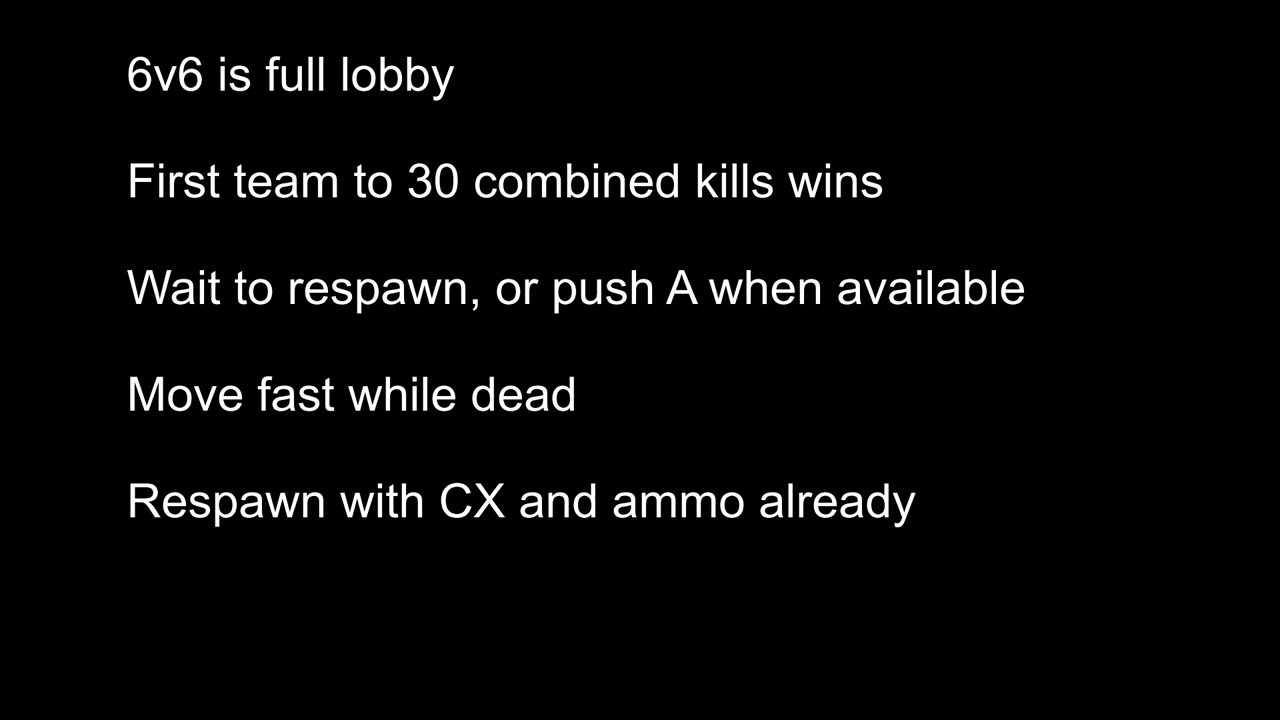 6v6 is full lobby
First team to 30 combined kills wins
Wait to respawn, or push A when available
Move fast while dead
Respawn with CX and ammo already